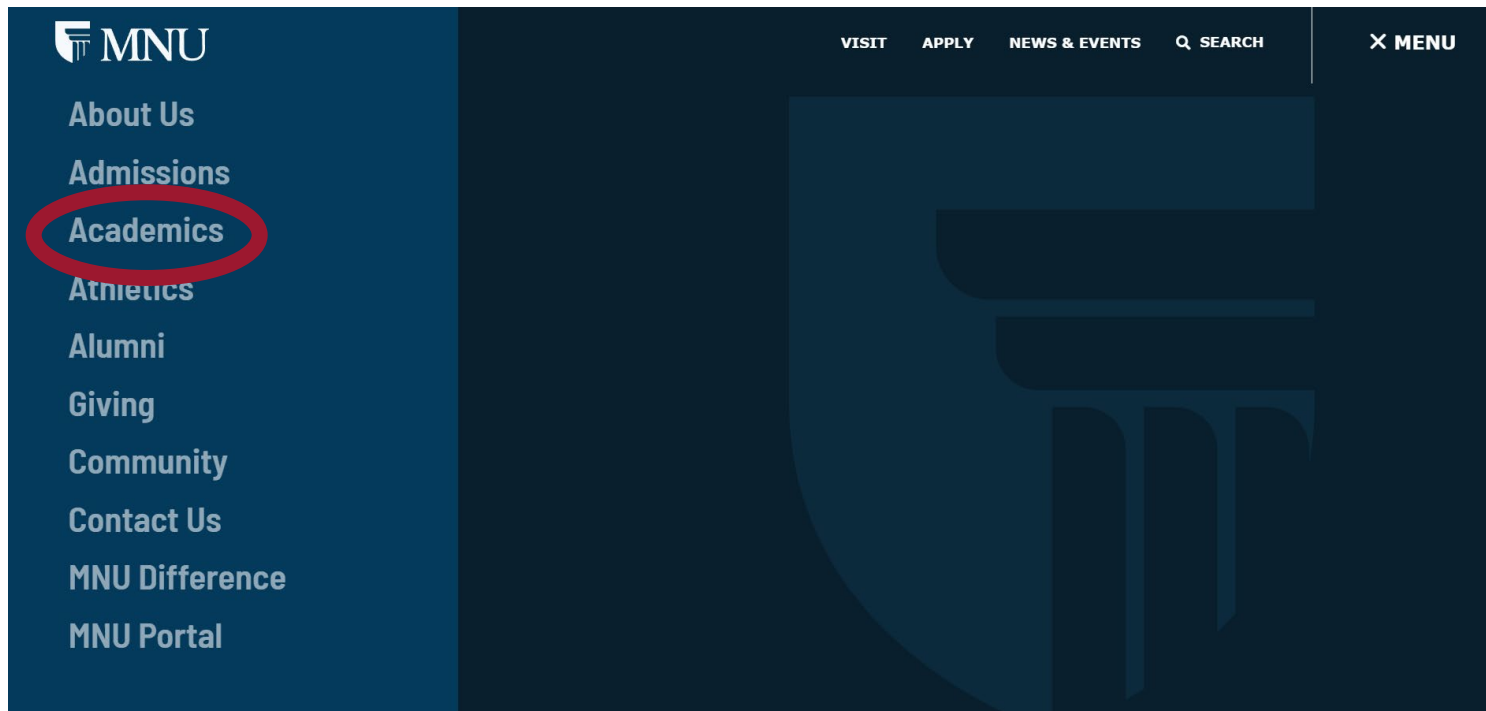 MNU
VISIT APPLY NEWS & EVENTS SEARCH MENU
About Us
Admissions
Academics
Athletics
Alumni
Giving
Community
Contact Us
MNU Difference
MNU Portal